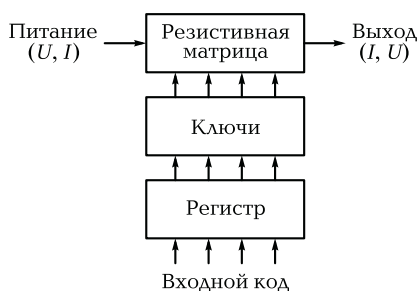 Питание
(U, I)
Резистивная
матрица
Выход
(I, U)
Ключи
Регистр
Входной код